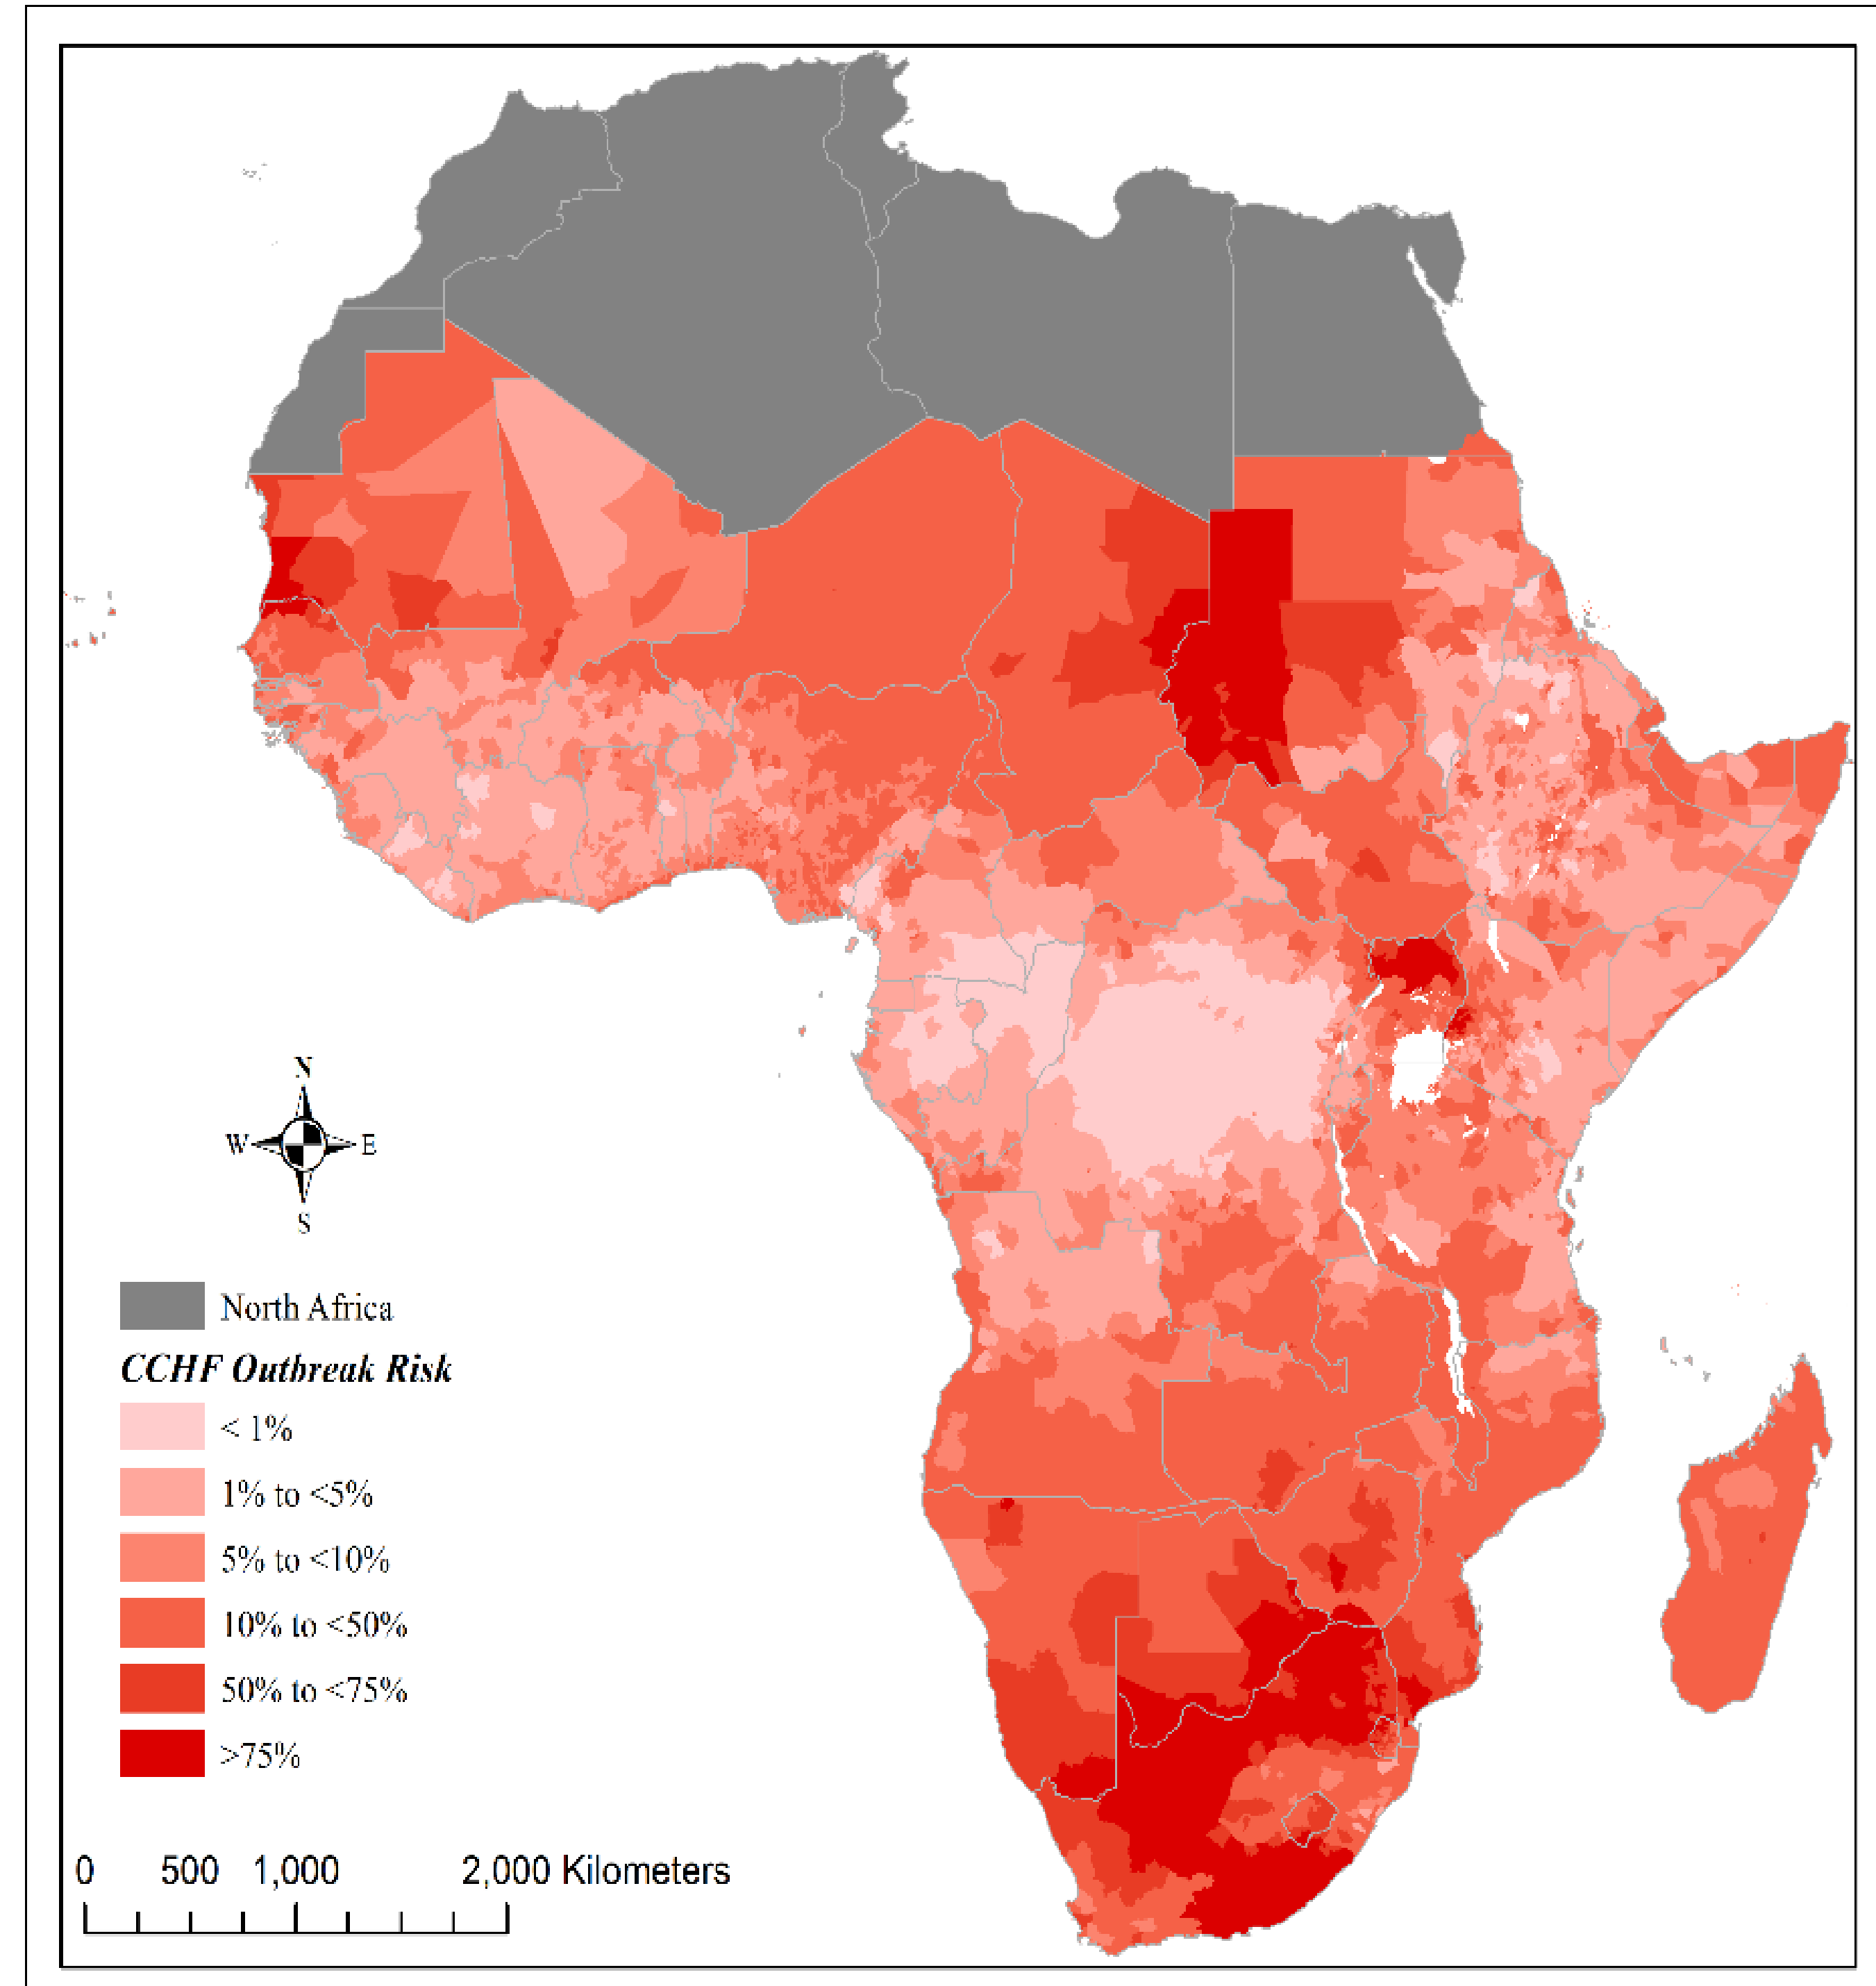 N
W E
S
North Africa
CCHF Outbreak Risk
< 1%
1% to <5%
5% to <10%
10% to <50%
50% to <75%
>75%
0 500 1,000 2,000 Kilometers